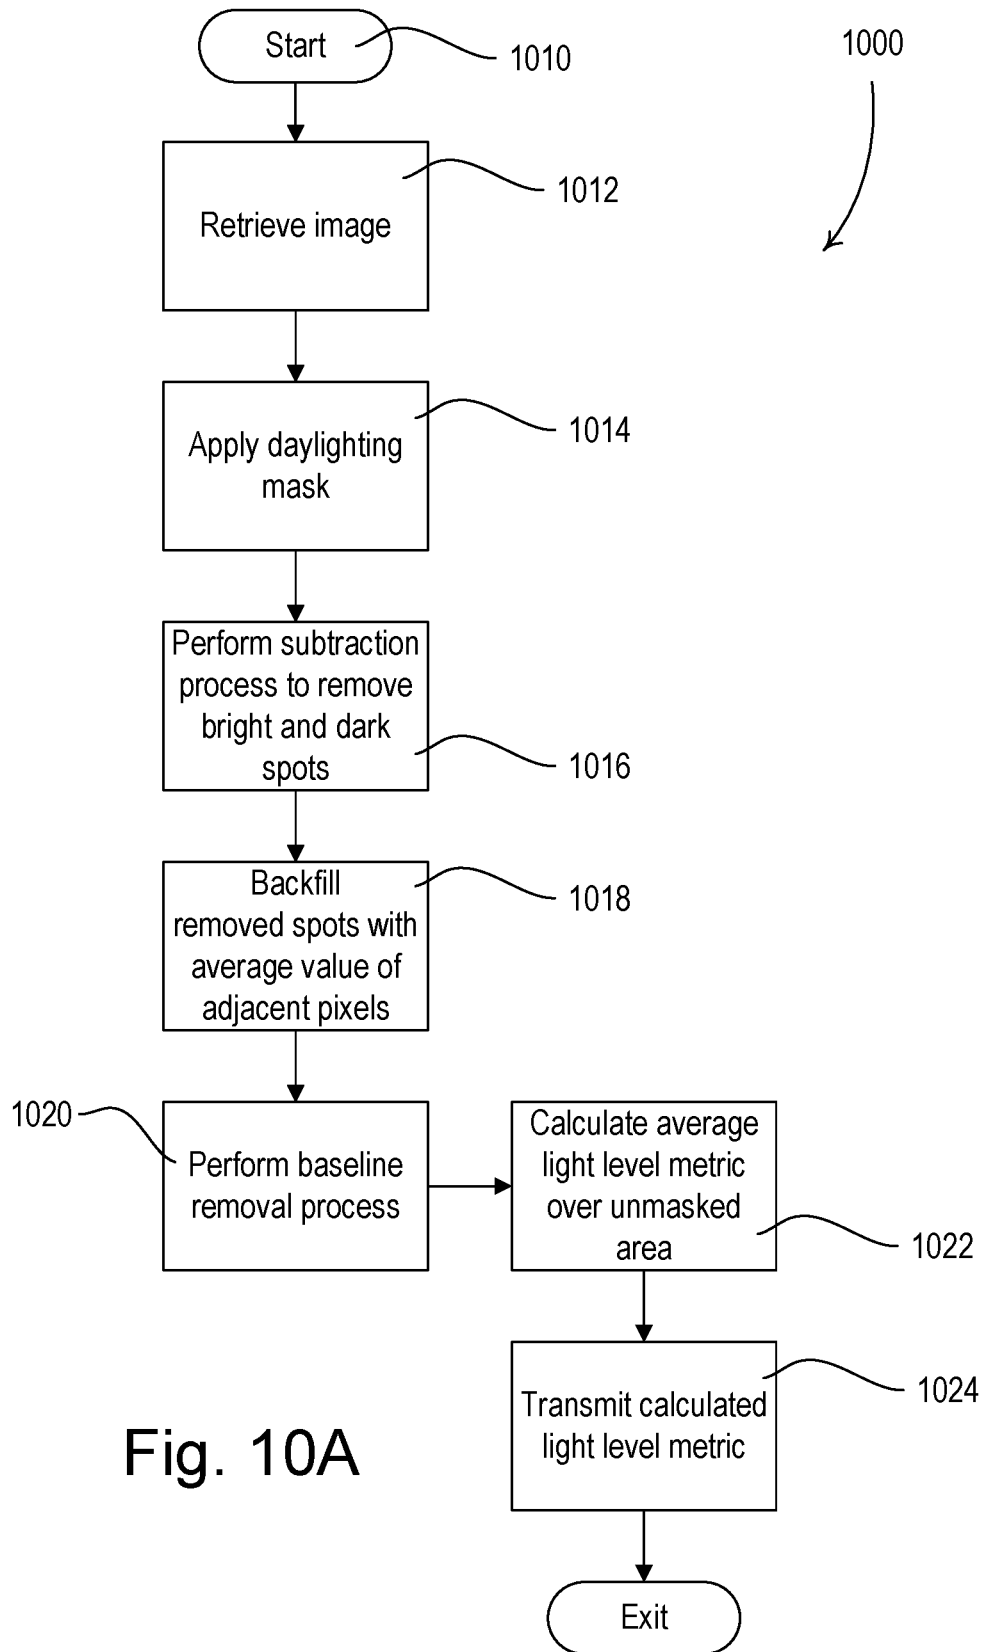 Start
1010
1000
Retrieve image
1012
Apply daylighting
mask
1014
Perform subtraction
process to remove
bright and dark
spots
1016
Backfill
removed spots with
average value of
adjacent pixels
1018
1020
Perform baseline
removal process
Calculate average
light level metric
over unmasked
area
1022
Transmit calculated
light level metric
1024
Fig. 10A
Exit